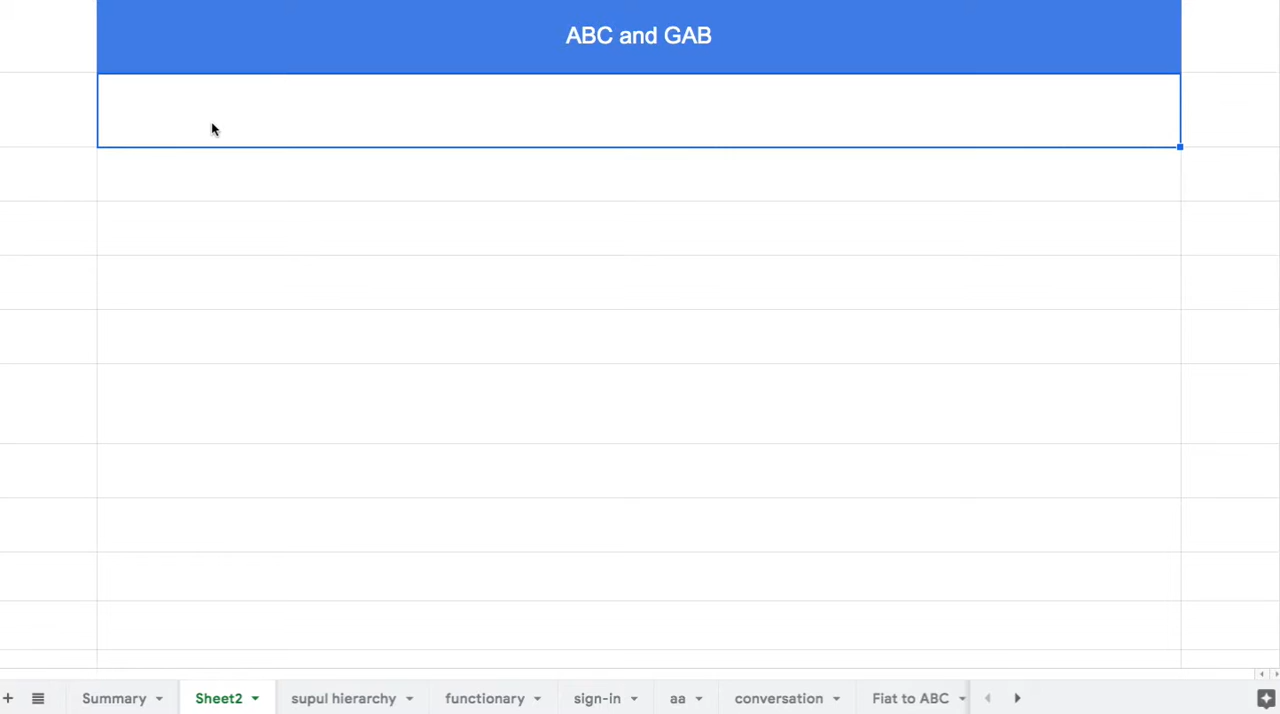 ABC and GAB
Summary Sheet2 supul hierarchy functionary sign-in aa conversation Fiat to ABC